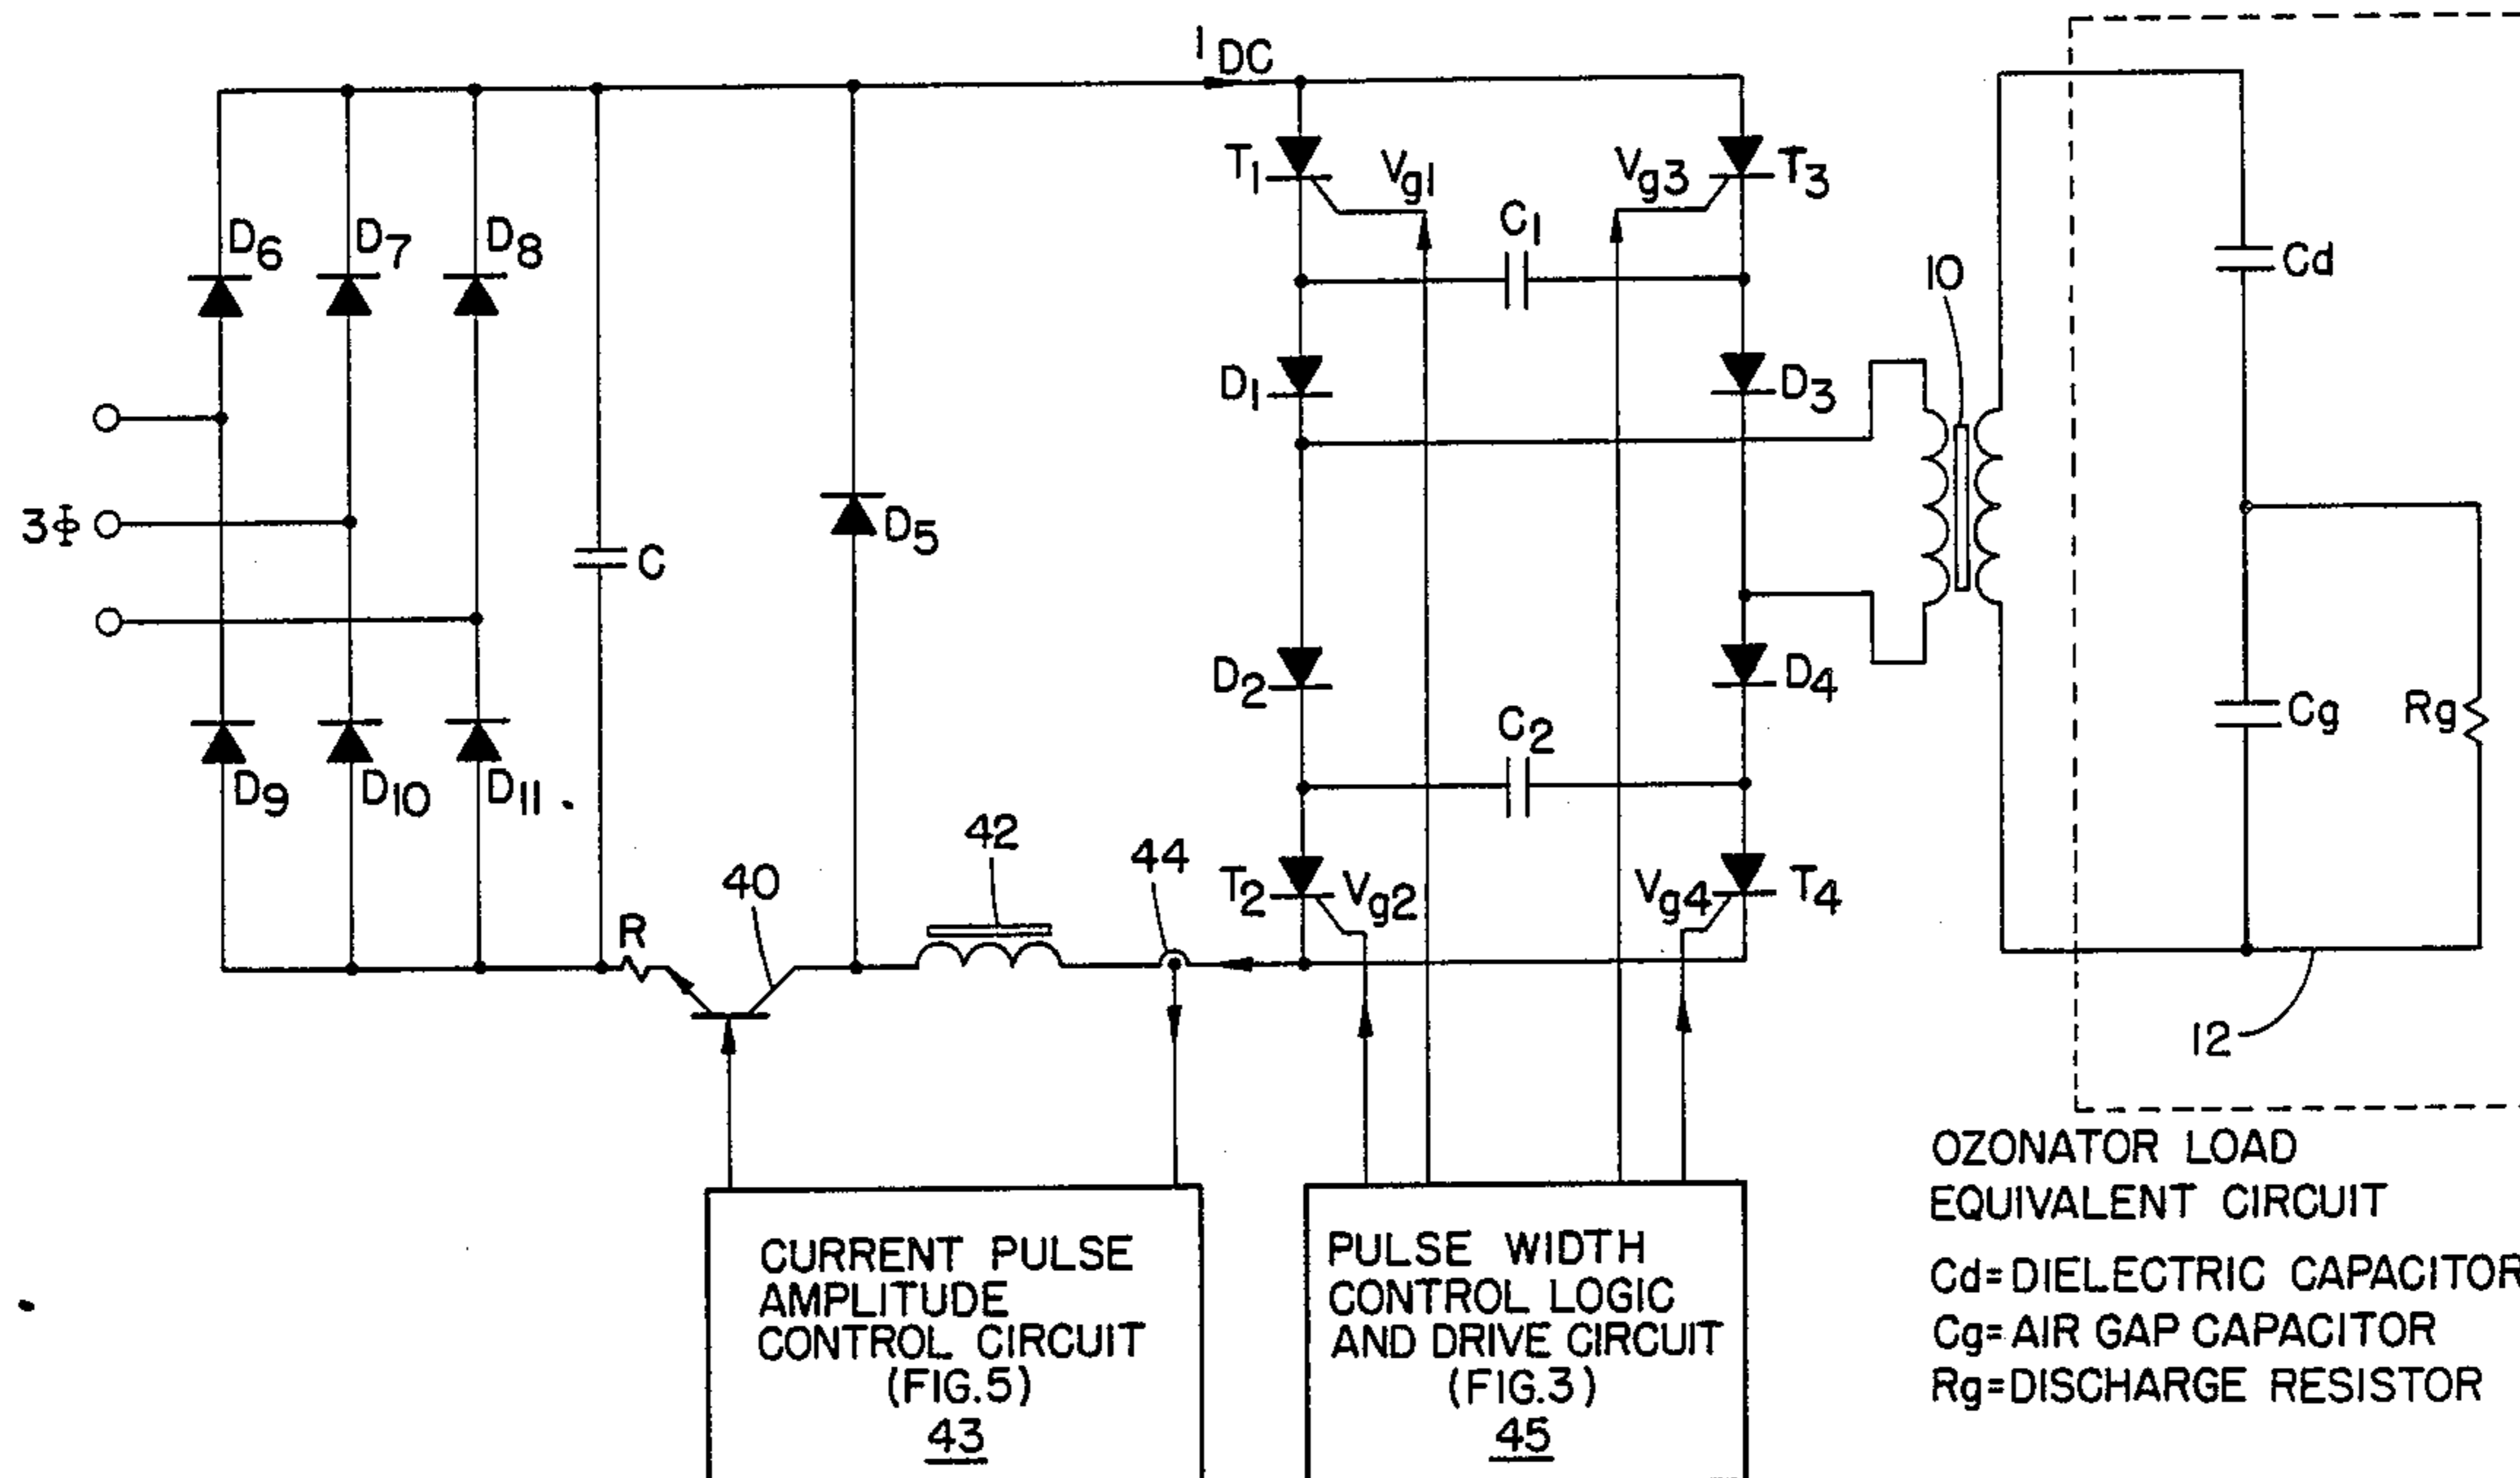 I DC
T1
Vg1
Vg3
T3
C1
D6
D7
D8
10
Cd
D1
D3
3Φ
C
D5
D2
D4
C2
Cg
Rg
D9
D10
D11
42
44
40
R
T2
Vg2
Vg4
T4
12
OZONATOR LOAD
EQUIVALENT CIRCUIT
Cd=DIELECTRIC CAPACITOR
Cg=AIR GAP CAPACITOR
Rg=DISCHARGE RESISTOR
CURRENT PULSE
AMPLITUDE
CONTROL CIRCUIT
(FIG.5)
43
PULSE WIDTH
CONTROL LOGIC
AND DRIVE CIRCUIT
(FIG.3)
45